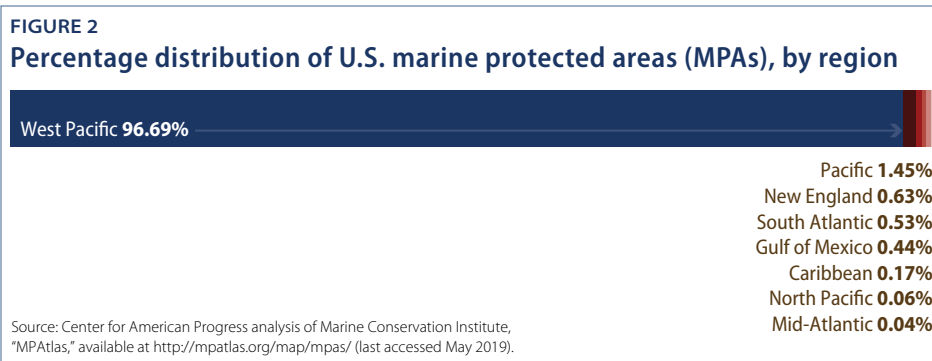 FIGURE 2
Percentage distribution of U.S. marine protected areas (MPAs), by region
West Pacific 96.69%
Pacific 1.45%
New England 0.63%
South Atlantic 0.53%
Gulf of Mexico 0.44%
Caribbean 0.17%
North Pacific 0.06%
Mid-Atlantic 0.04%
Source: Center for American Progress analysis of Marine Conservation Institute,
"MPAtlas," available at http://mpatlas.org/map/mpas/ (last accessed May 2019).